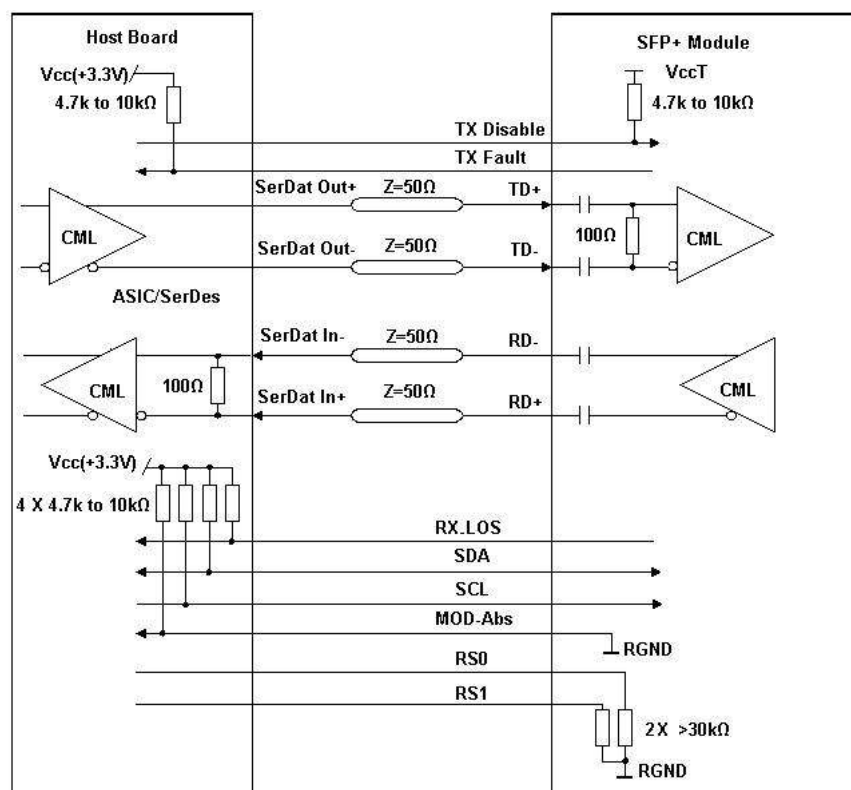 Host Board
SFP+ Module
Vcc(+3.3V)
4.7k to 10kΩ
VccT
4.7k to 10kΩ
TX Disable
TX Fault
SerDat Out+
Z=50Ω
TD+
CML
100Ω
CML
SerDat Out-
Z=50Ω
TD-
ASIC/SerDes
SerDat In-
Z=50Ω
RD-
CML
100Ω
SerDat In+
Z=50Ω
RD+
CML
Vcc(+3.3V)
4 X 4.7k to 10kΩ
RX_LOS
SDA
SCL
MOD-Abs
RGND
RS0
RS1
2 X >30kΩ
RGND